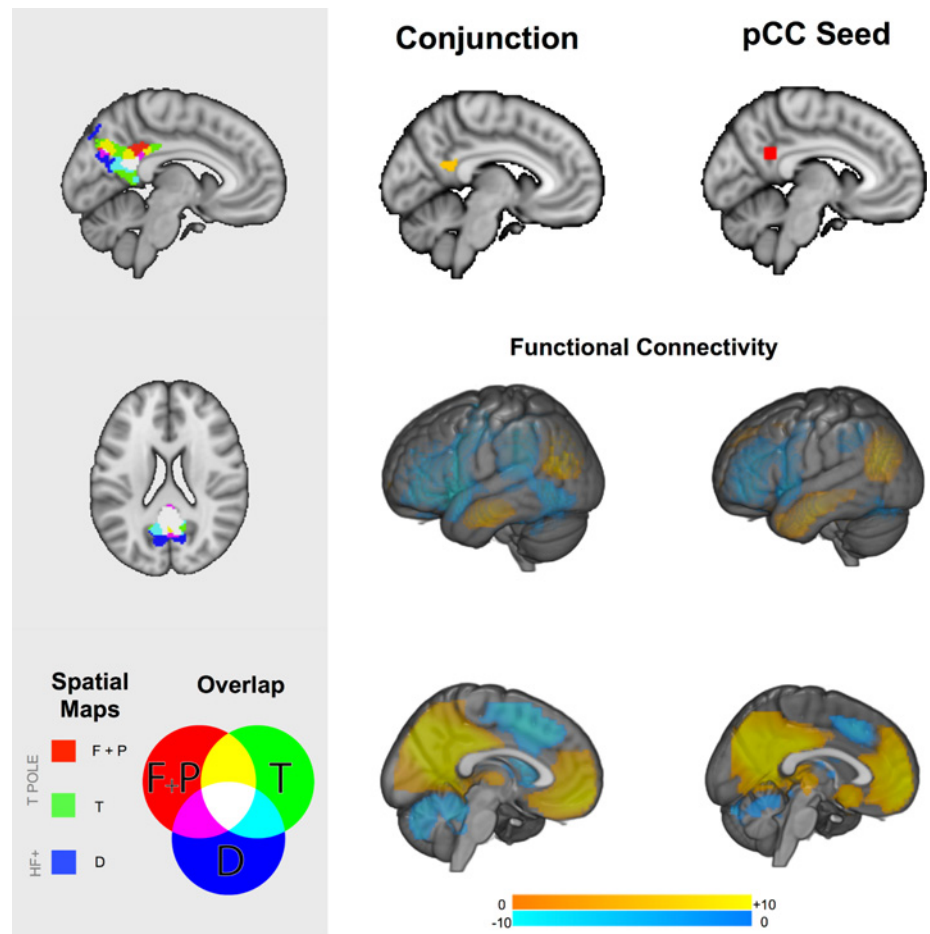 Conjunction
pCC Seed
Functional Connectivity
Spatial
Maps
Overlap
T POLE
HF+
F + P
T
D
F+P
T
D
0
+10
-10
0